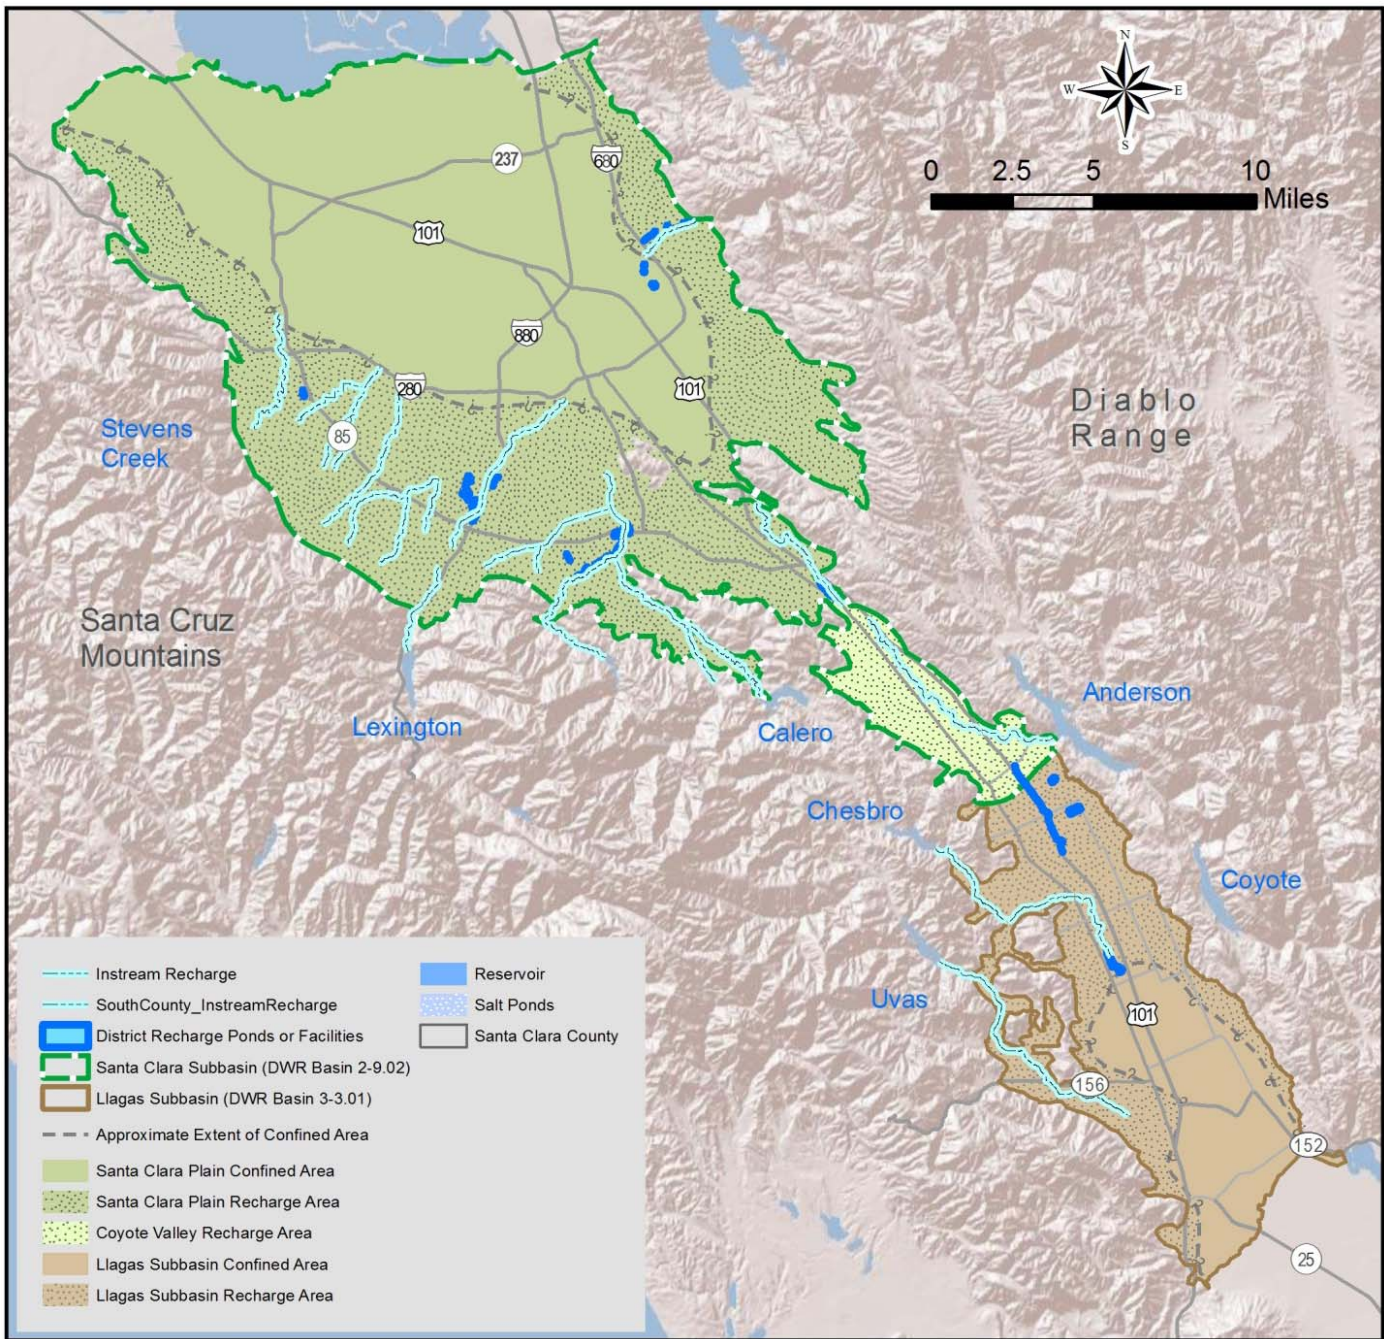 N
W E
S
0 2.5 5 10
Miles
237
680
101
880
101
280
85
Diablo
Range
Stevens
Creek
Santa Cruz
Mountains
Lexington
Calero
Anderson
Chesbro
Coyote
Uvas
101
156
152
25
Instream Recharge
SouthCounty_InstreamRecharge
District Recharge Ponds or Facilities
Santa Clara Subbasin (DWR Basin 2-9.02)
Llagas Subbasin (DWR Basin 3-3.01)
Approximate Extent of Confined Area
Santa Clara Plain Confined Area
Santa Clara Plain Recharge Area
Coyote Valley Recharge Area
Llagas Subbasin Confined Area
Llagas Subbasin Recharge Area
Reservoir
Salt Ponds
Santa Clara County